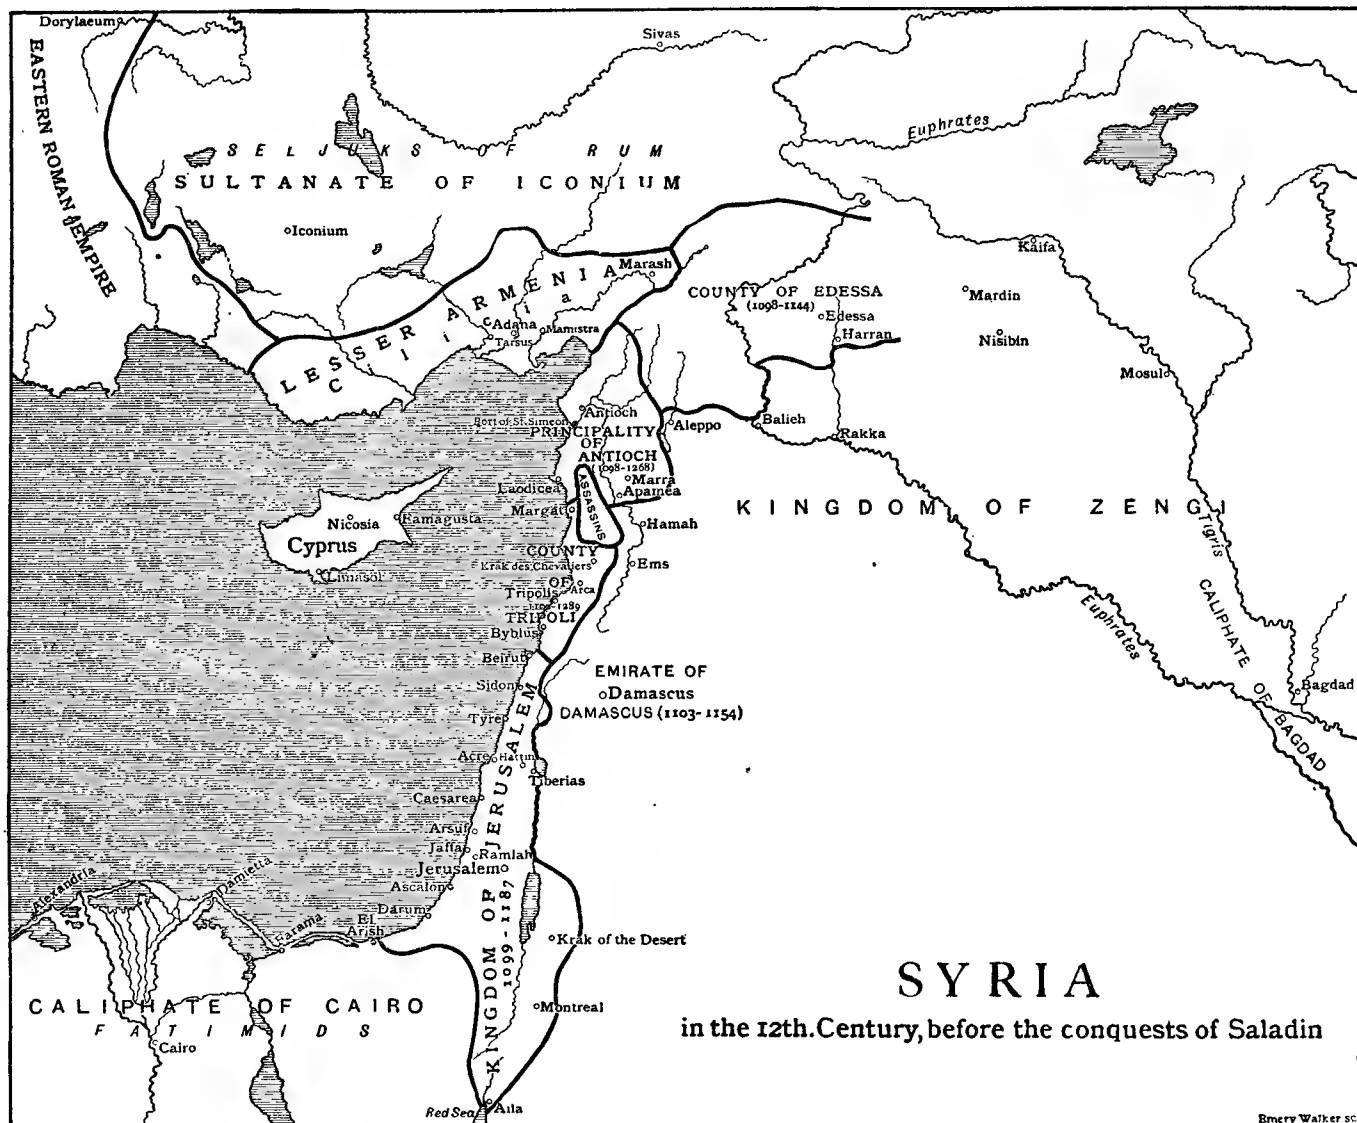 Dorylaeum
Sivas
EASTERN ROMAN EMPIRE
Euphrates
SELJUKS OF RUM
SULTANATE OF ICONIUM
Iconium
Kaifa
Marash
LESSER ARMENIA
Cilicia
COUNTY OF EDESSA
(1098-1144)
Edessa
Harran
Mardin
Nisibin
Mosul
Adana
Mamistra
Tarsus
Antioch
Port of St. Simeon
PRINCIPALITY
OF
ANTIOCH
(1098-1268)
Aleppo
Balieh
Rakka
Marra
Apamea
Laodicea
Margat
ASSASSINS
Hamah
KINGDOM OF ZENGI
Tigris
Nicosia
Famagusta
Cyprus
Limasol
COUNTY
Krak des Chevaliers
OF
Arca
Tripolis
1109-1289
TRIPOLI
Ems
Byblus
Beirut
Euphrates
CALIPHATE OF BAGDAD
Bagdad
EMIRATE OF
Damascus
DAMASCUS (1103-1154)
Sidon
Tyre
Acre
Hattin
Tiberias
Caesarea
Arsuf
Jaffa
Ramlah
Jerusalem
Ascalon
Darum
El
Arish
Farama
Damietta
Alexandria
KINGDOM OF JERUSALEM
1099-1187
Krak of the Desert
Montreal
CALIPHATE OF CAIRO
FATIMIDS
Cairo
Red Sea
Aila
SYRIA
in the 12th. Century, before the conquests of Saladin
Emery Walker sc